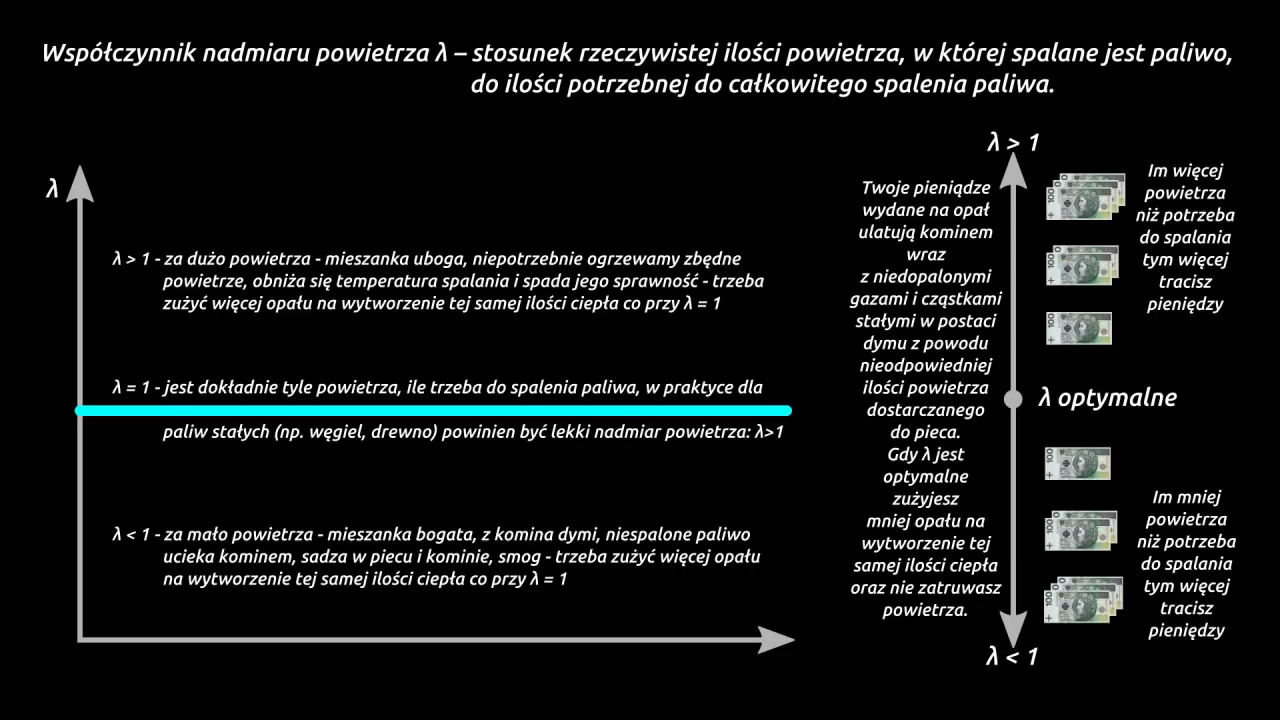 Współczynnik nadmiaru powietrza λ – stosunek rzeczywistej ilości powietrza, w której spalane jest paliwo,
do ilości potrzebnej do całkowitego spalenia paliwa.
λ
λ > 1 - za dużo powietrza - mieszanka uboga, niepotrzebnie ogrzewamy zbędne
powietrze, obniża się temperatura spalania i spada jego sprawność - trzeba
zużyć więcej opału na wytworzenie tej samej ilości ciepła co przy λ = 1
λ = 1 - jest dokładnie tyle powietrza, ile trzeba do spalenia paliwa, w praktyce dla
paliw stałych (np. węgiel, drewno) powinien być lekki nadmiar powietrza: λ>1
λ < 1 - za mało powietrza - mieszanka bogata, z komina dymi, niespalone paliwo
ucieka kominem, sadza w piecu i kominie, smog - trzeba zużyć więcej opału
na wytworzenie tej samej ilości ciepła co przy λ = 1
Twoje pieniądze
wydane na opał
ulatują kominem
wraz
z niedopalonymi
gazami i cząstkami
stałymi w postaci
dymu z powodu
nieodpowiedniej
ilości powietrza
dostarczanego
do pieca.
Gdy λ jest
optymalne
zużyjesz
mniej opału na
wytworzenie tej
samej ilości ciepła
oraz nie zatruwasz
powietrza.
λ > 1
100
100
100
λ optymalne
100
100
100
λ < 1
Im więcej
powietrza
niż potrzeba
do spalania
tym więcej
tracisz
pieniędzy
Im mniej
powietrza
niż potrzeba
do spalania
tym więcej
tracisz
pieniędzy